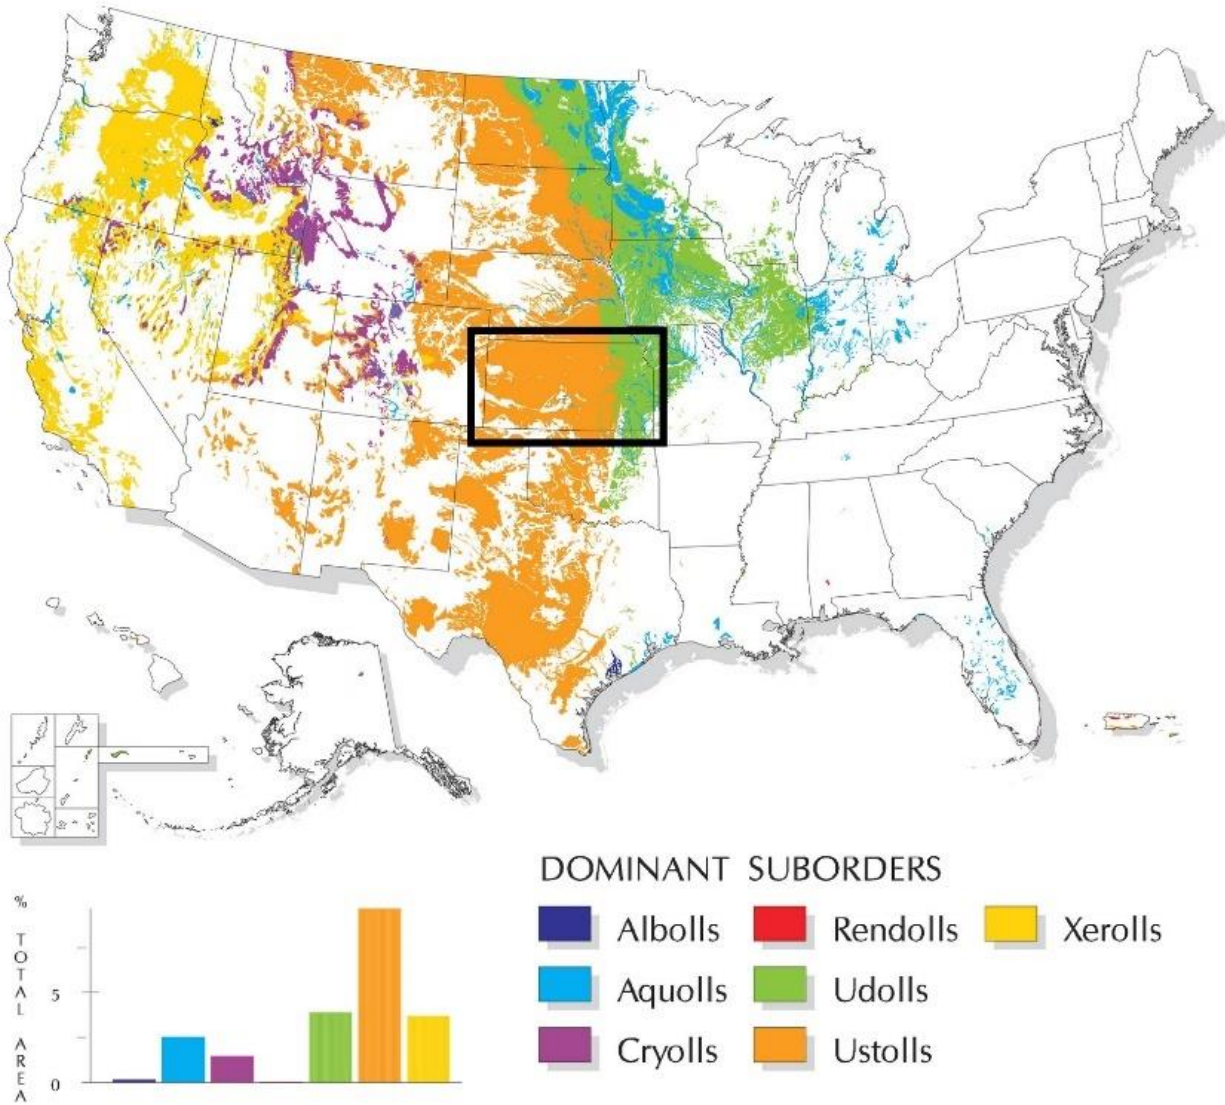 %
TOTAL AREA
5
0
DOMINANT SUBORDERS
Albolls
Rendolls
Xerolls
Aquolls
Udolls
Cryolls
Ustolls